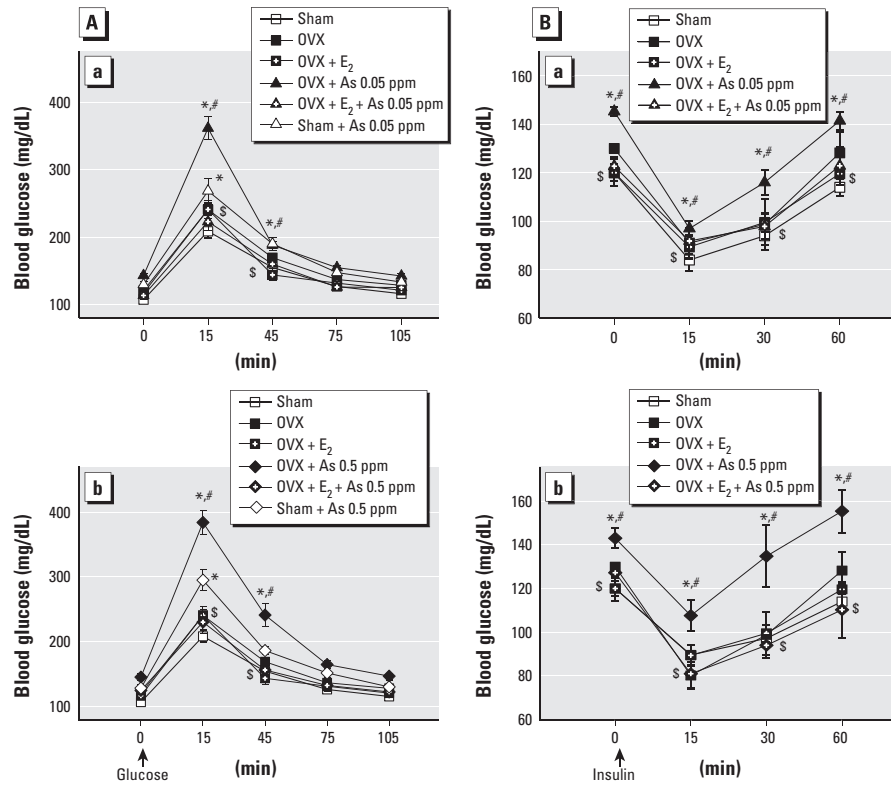 A
a
Sham
OVX
OVX + E2
OVX + As 0.05 ppm
OVX + E2 + As 0.05 ppm
Sham + As 0.05 ppm
Blood glucose (mg/dL)
400
300
200
100
*,#
*
$
*,#
$
0 15 45 75 105
(min)
B
a
Sham
OVX
OVX + E2
OVX + As 0.05 ppm
OVX + E2 + As 0.05 ppm
Blood glucose (mg/dL)
160
140
120
100
80
60
*,#
$
*,#
$
*,#
$
*,#
$
0 15 30 60
(min)
b
Sham
OVX
OVX + E2
OVX + As 0.5 ppm
OVX + E2 + As 0.5 ppm
Sham + As 0.5 ppm
Blood glucose (mg/dL)
400
300
200
100
*,#
*
$
*,#
$
0 15 45 75 105
Glucose
(min)
b
Sham
OVX
OVX + E2
OVX + As 0.5 ppm
OVX + E2 + As 0.5 ppm
Blood glucose (mg/dL)
160
140
120
100
80
60
*,#
$
*,#
$
*,#
$
*,#
$
0 15 30 60
Insulin
(min)